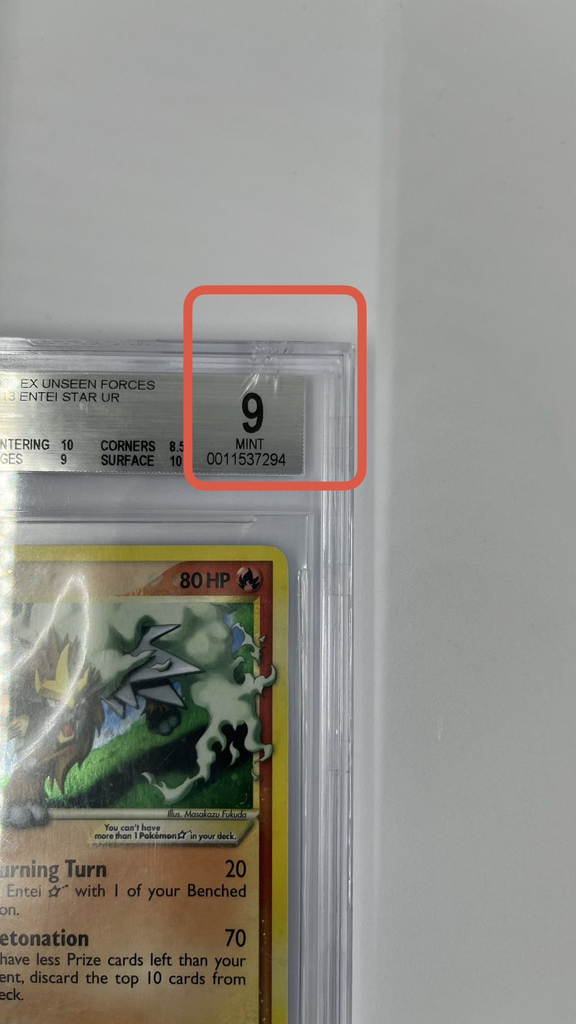 EX UNSEEN FORCES
13 ENTEI STAR UR
NTERING 10 CORNERS 8.5
GES 9 SURFACE 10
9
MINT
0011537294
80 HP
Illus. Masakazu Fukuda
You can't have
more than 1 Pokémon☆ in your deck.
urning Turn 20
Entei ☆ with 1 of your Benched
on.
etonation 70
have less Prize cards left than your
ent, discard the top 10 cards from
eck.